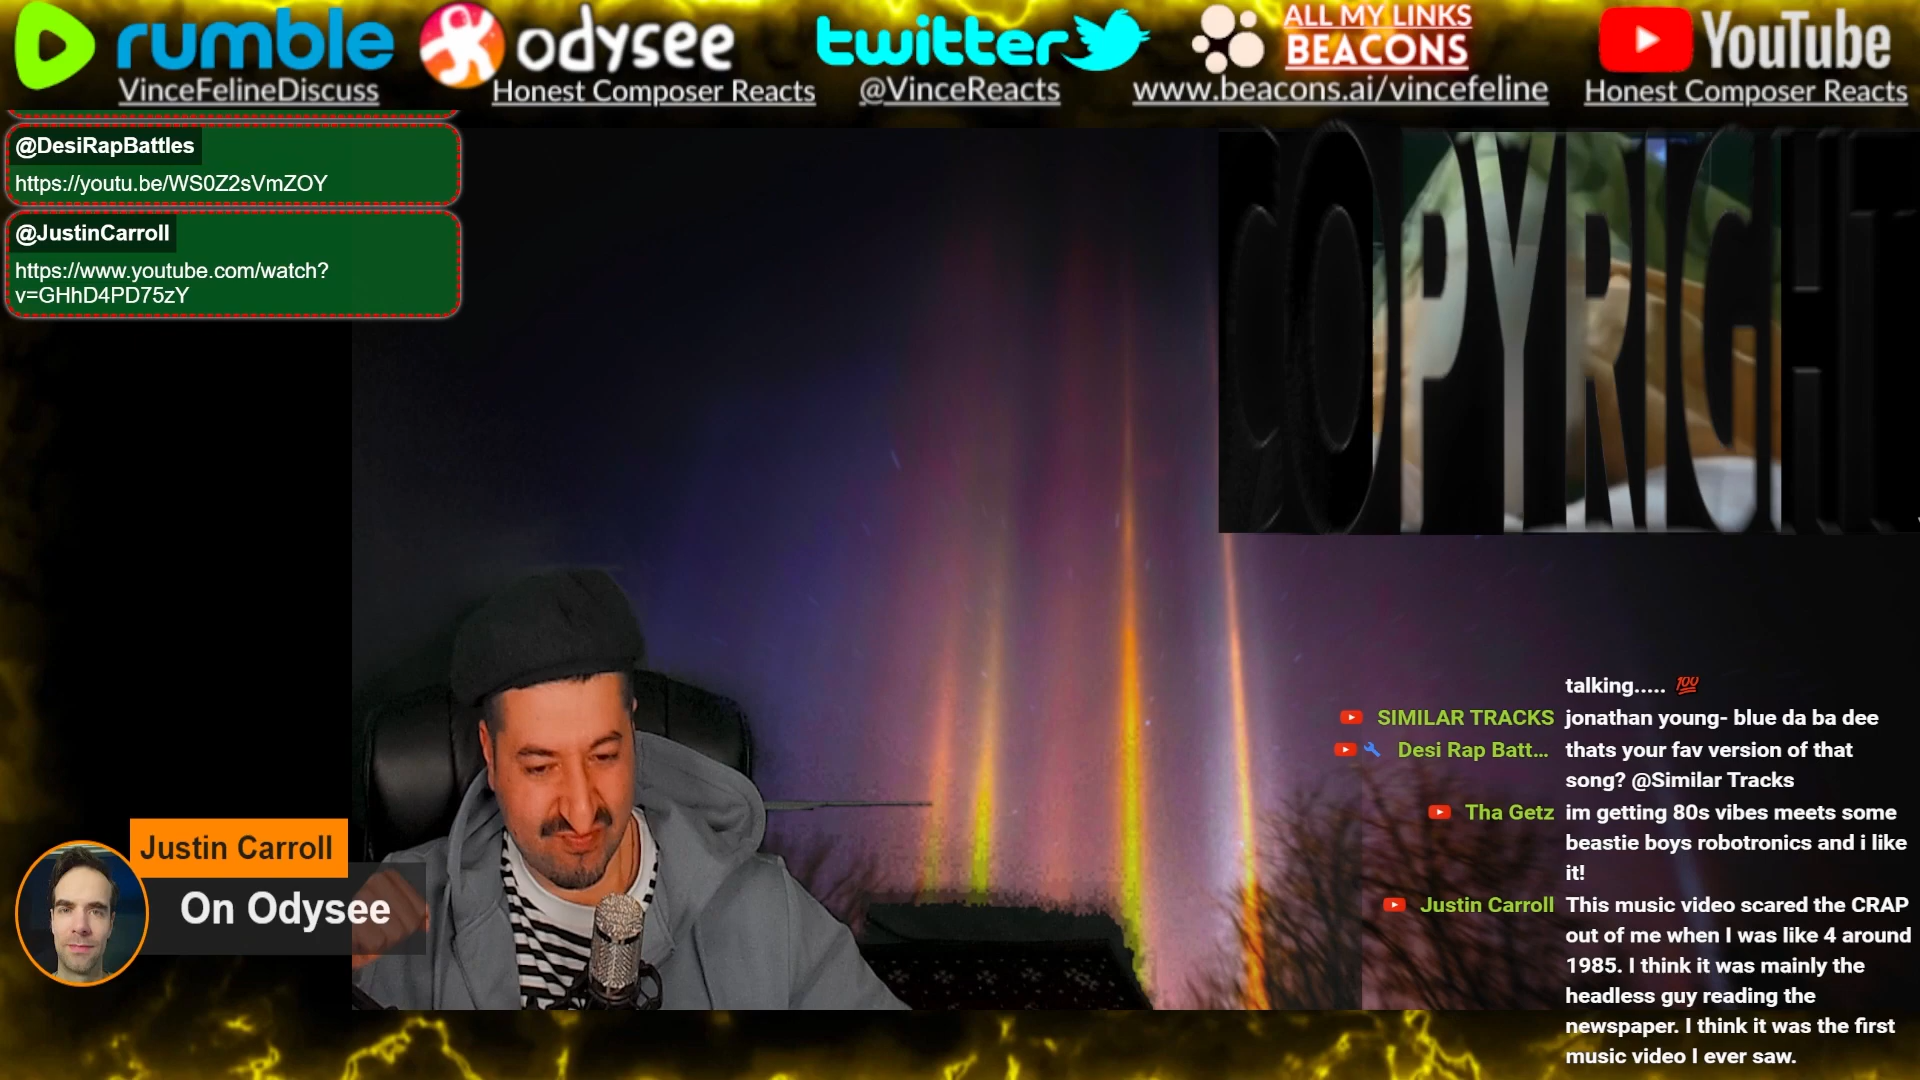 rumble
VinceFelineDiscuss
odysee
Honest Composer Reacts
twitter
@VinceReacts
ALL MY LINKS
BEACONS
www.beacons.ai/vincefeline
YouTube
Honest Composer Reacts
@DesiRapBattles
https://youtu.be/WS0Z2sVmZOY
@JustinCarroll
https://www.youtube.com/watch?
v=GHhD4PD75zY
COPYRIGHT
talking..... 💯
SIMILAR TRACKS jonathan young- blue da ba dee
Desi Rap Batt... thats your fav version of that
song? @Similar Tracks
Tha Getz im getting 80s vibes meets some
beastie boys robotronics and i like
it!
Justin Carroll This music video scared the CRAP
out of me when I was like 4 around
1985. I think it was mainly the
headless guy reading the
newspaper. I think it was the first
music video I ever saw.
Justin Carroll
On Odysee